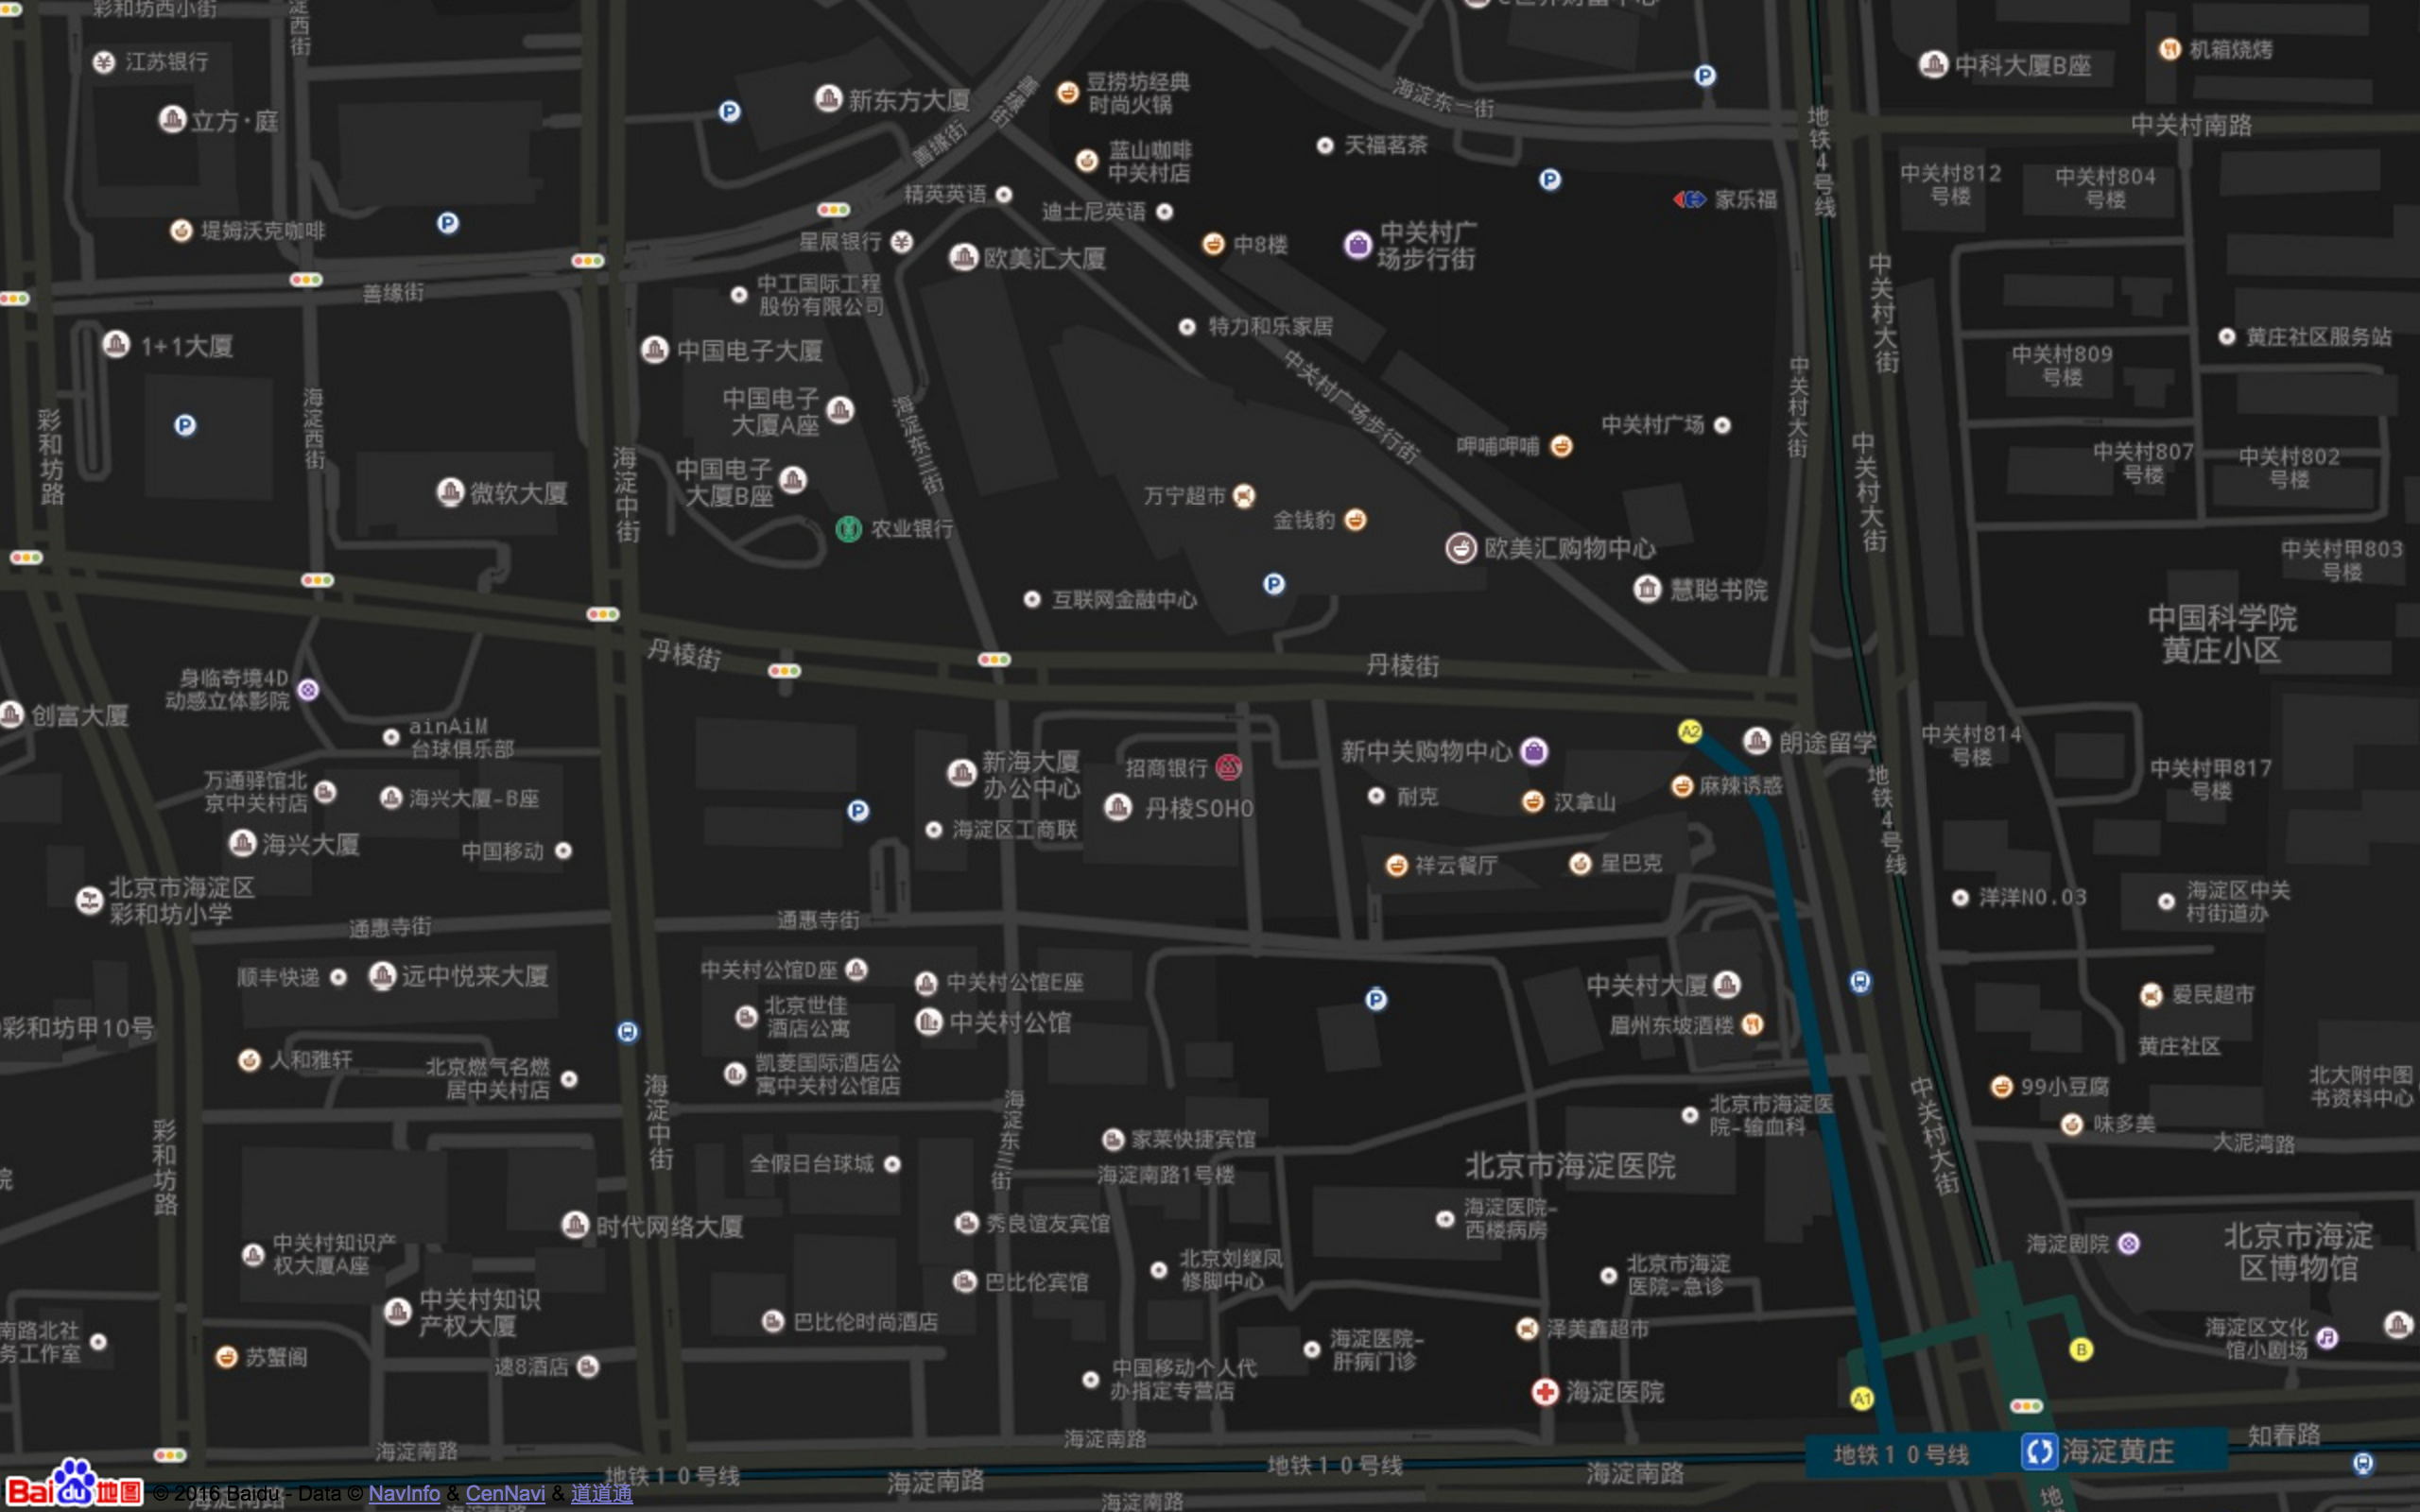 彩和坊西小街
淀西街
江苏银行
立方·庭
堤姆沃克咖啡
新东方大厦
豆捞坊经典
时尚火锅
海淀东一街
中科大厦B座
机箱烧烤
善缘街
善缘街
蓝山咖啡
中关村店
天福茗茶
地铁4号线
中关村南路
精英英语
迪士尼英语
家乐福
中关村812
号楼
中关村804
号楼
星展银行
欧美汇大厦
中8楼
中关村广
场步行街
善缘街
中工国际工程
股份有限公司
中关村大街
1+1大厦
中国电子大厦
特力和乐家居
黄庄社区服务站
中关村809
号楼
彩和坊路
海淀西街
中国电子
大厦A座
海淀东三街
中关村广场步行街
中关村广场
中关村大街
呷哺呷哺
微软大厦
海淀中街
中国电子
大厦B座
农业银行
万宁超市
金钱豹
中关村大街
中关村807
号楼
中关村802
号楼
欧美汇购物中心
慧聪书院
中关村甲803
号楼
互联网金融中心
中国科学院
黄庄小区
丹棱街
丹棱街
身临奇境4D
动感立体影院
创富大厦
ainAiM
台球俱乐部
新海大厦
办公中心
招商银行
丹棱SOHO
新中关购物中心
A2
朗途留学
中关村814
号楼
万通驿馆北
京中关村店
海兴大厦-B座
耐克
汉拿山
麻辣诱惑
地铁4号线
中关村甲817
号楼
海兴大厦
中国移动
海淀区工商联
祥云餐厅
星巴克
北京市海淀区
彩和坊小学
通惠寺街
通惠寺街
洋洋NO.03
海淀区中关
村街道办
顺丰快递
远中悦来大厦
中关村公馆D座
中关村公馆E座
中关村大厦
爱民超市
彩和坊甲10号
北京世佳
酒店公寓
中关村公馆
眉州东坡酒楼
黄庄社区
人和雅轩
北京燃气名燃
居中关村店
凯菱国际酒店公
寓中关村公馆店
99小豆腐
北大附中图
书资料中心
海淀中街
海淀东三街
北京市海淀医
院-输血科
中关村大街
味多美
大泥湾路
彩和坊路
院
全假日台球城
家莱快捷宾馆
海淀南路1号楼
北京市海淀医院
时代网络大厦
秀良谊友宾馆
海淀医院-
西楼病房
海淀剧院
北京市海淀
区博物馆
中关村知识产
权大厦A座
北京刘继凤
修脚中心
北京市海淀
医院-急诊
巴比伦宾馆
中关村知识
产权大厦
巴比伦时尚酒店
泽美鑫超市
海淀区文化
馆小剧场
南路北社
务工作室
苏蟹阁
速8酒店
海淀医院-
肝病门诊
B
中国移动个人代
办指定专营店
海淀医院
A1
海淀南路
海淀南路
知春路
地铁10号线
地铁10号线
地铁10号线
海淀黄庄
海淀南路
海淀南路
海淀南路
海淀南路
地
Bai du 地图
© 2016 Baidu - Data © NavInfo & CenNavi & 道道通